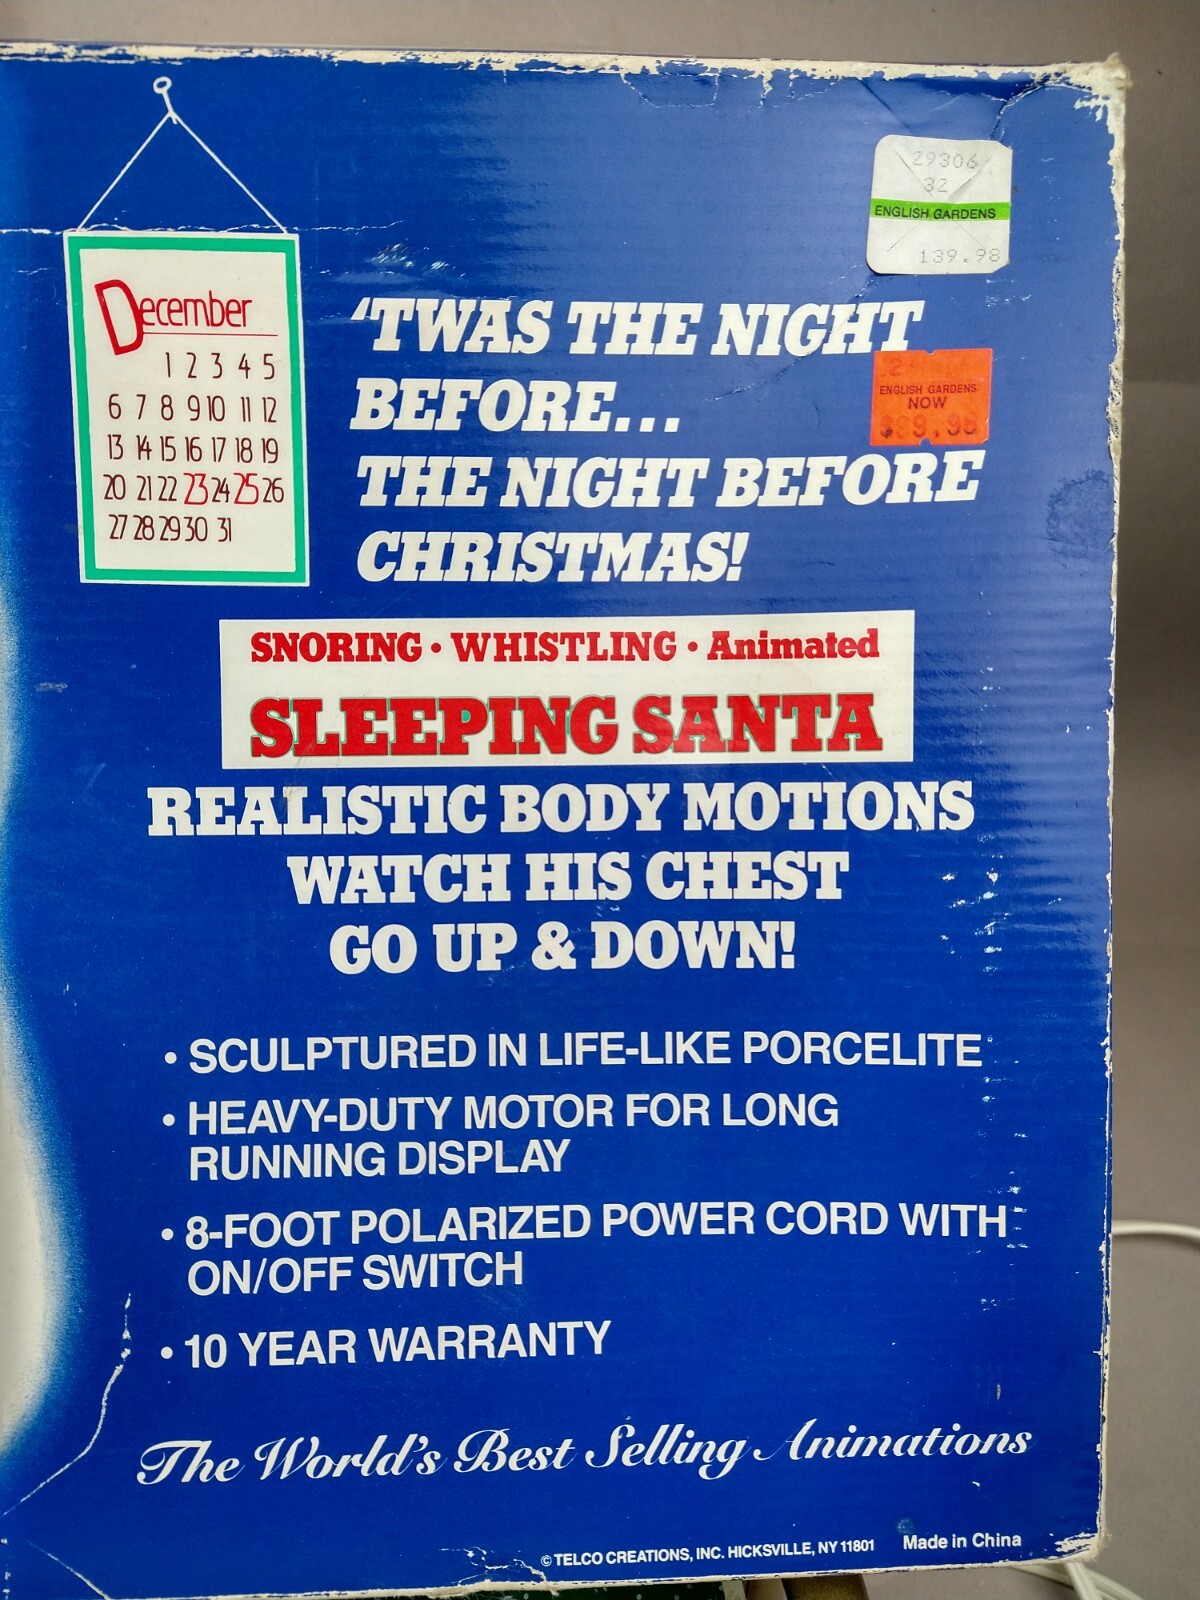 29306
32
ENGLISH GARDENS
139.98
December
1 2 3 4 5
6 7 8 9 10 11 12
13 14 15 16 17 18 19
20 21 22 23 24 25 26
27 28 29 30 31
‘TWAS THE NIGHT
BEFORE...
THE NIGHT BEFORE
CHRISTMAS!
ENGLISH GARDENS
NOW
SNORING • WHISTLING • Animated
SLEEPING SANTA
REALISTIC BODY MOTIONS
WATCH HIS CHEST
GO UP & DOWN!
• SCULPTURED IN LIFE-LIKE PORCELITE
• HEAVY-DUTY MOTOR FOR LONG
RUNNING DISPLAY
• 8-FOOT POLARIZED POWER CORD WITH
ON/OFF SWITCH
• 10 YEAR WARRANTY
The World's Best Selling Animations
© TELCO CREATIONS, INC. HICKSVILLE, NY 11801 Made in China